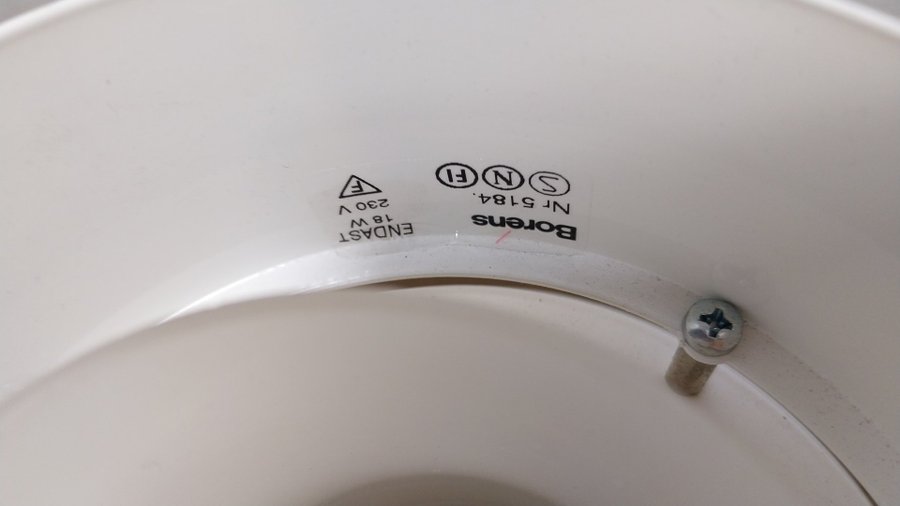 Borens
Nr 5184.
S N FI
ENDAST
18 W
230 V
F